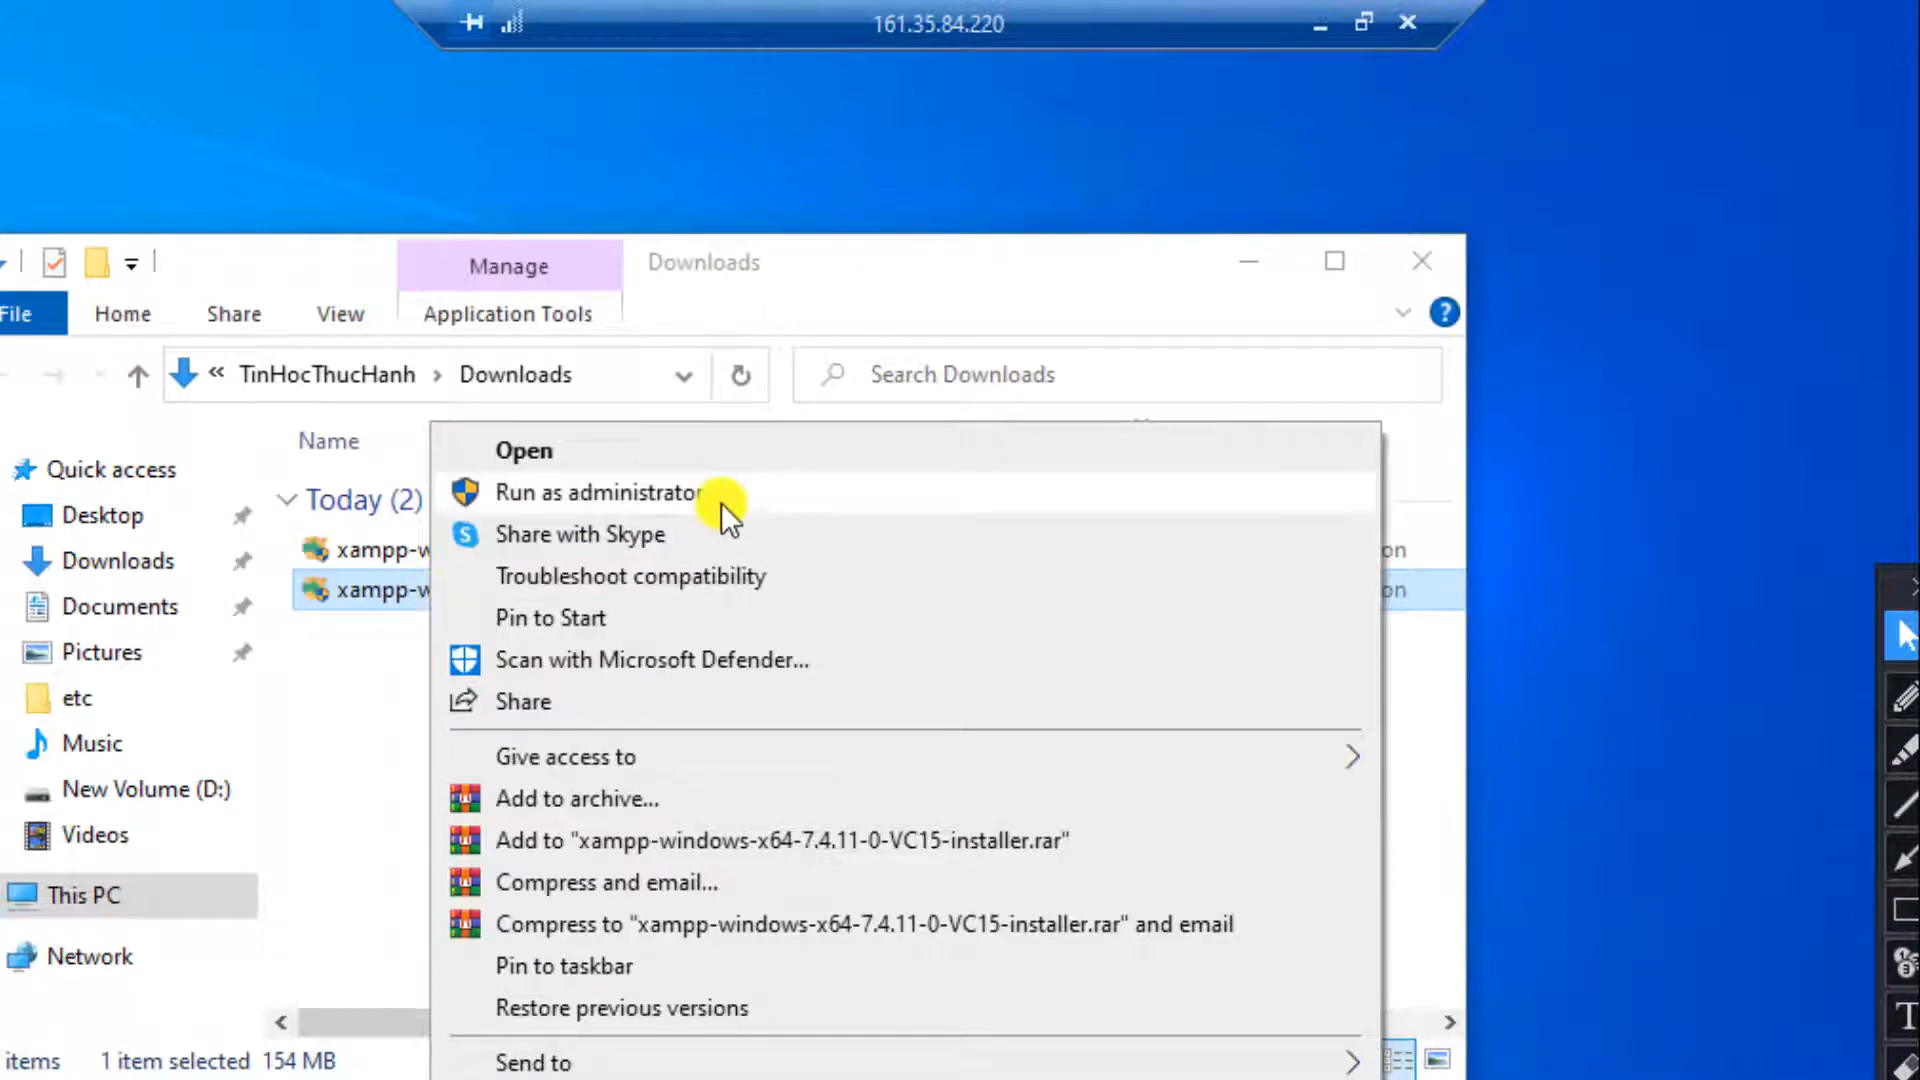 161.35.84.220
Manage
Downloads
File
Home
Share
View
Application Tools
?
« TinHocThucHanh › Downloads
Search Downloads
Name
Quick access
Desktop
Downloads
Documents
Pictures
etc
Music
New Volume (D:)
Videos
This PC
Network
Today (2)
xampp-w
xampp-w
on
on
Open
Run as administrator
Share with Skype
Troubleshoot compatibility
Pin to Start
Scan with Microsoft Defender...
Share
Give access to
Add to archive...
Add to "xampp-windows-x64-7.4.11-0-VC15-installer.rar"
Compress and email...
Compress to "xampp-windows-x64-7.4.11-0-VC15-installer.rar" and email
Pin to taskbar
Restore previous versions
Send to
items
1 item selected 154 MB
T